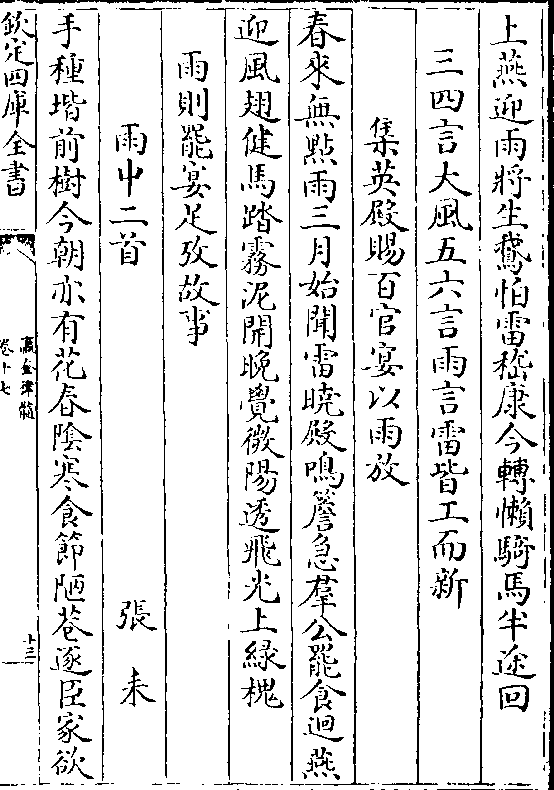 上燕迎雨將生鵞怕雷嵇康今轉懶騎馬半途回
三四言大風五六言雨言雷皆工而新
集英殿賜百官宴以雨放
春來無點雨三月始聞雷曉殿鳴簷急羣公罷食迴燕
迎風翅健馬踏霧泥開晚覺微陽透飛光上緑槐
雨則罷宴足攷故事
雨中二首 張耒
手種堦前樹今朝亦有花春陰寒食節陋巷逐臣家欲
欽定四庫全書
瀛奎律髓
卷十七
十三